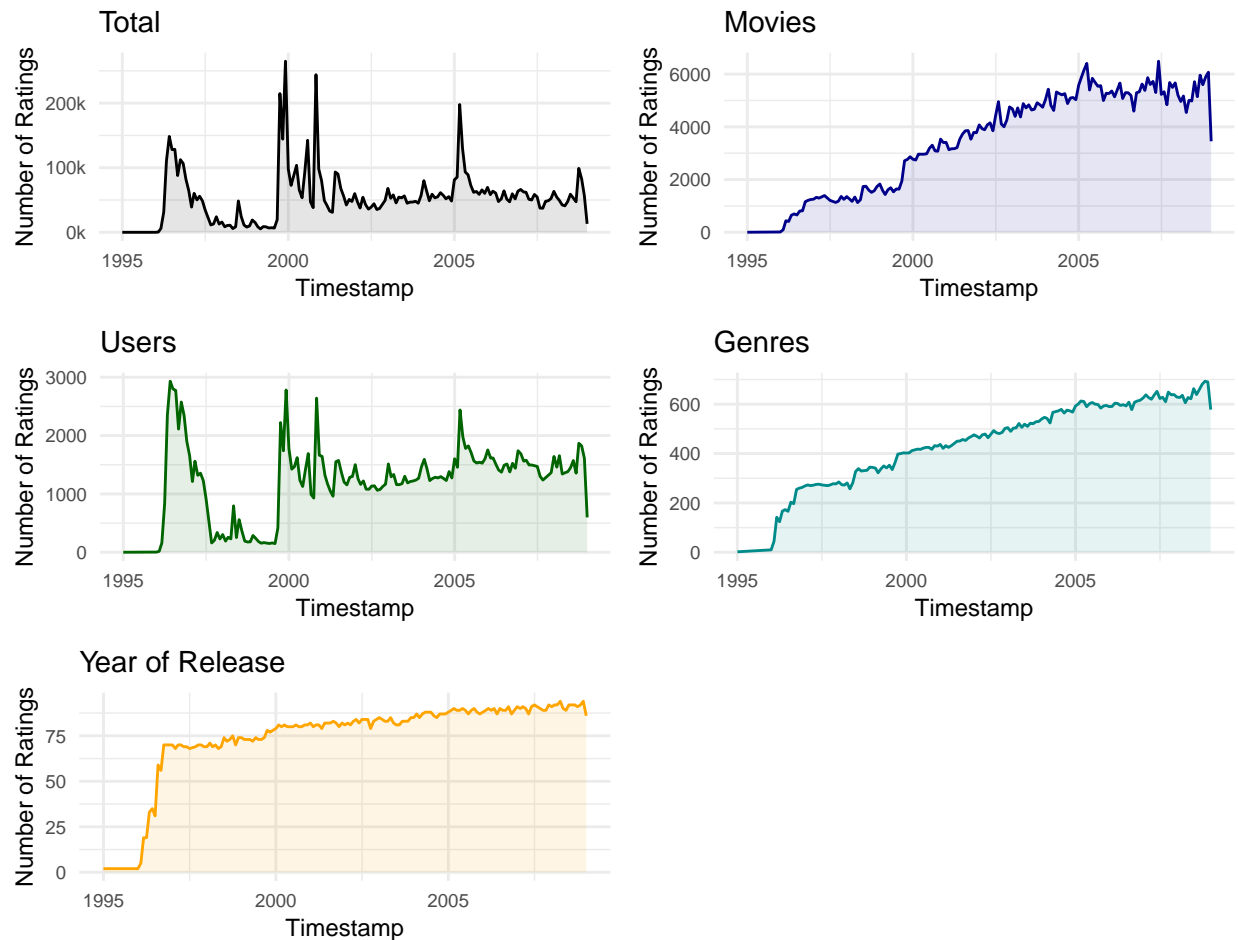 Total
Number of Ratings
200k
100k
0k
1995 2000 2005
Timestamp
Movies
Number of Ratings
6000
4000
2000
0
1995 2000 2005
Timestamp
Users
Number of Ratings
3000
2000
1000
0
1995 2000 2005
Timestamp
Genres
Number of Ratings
600
400
200
0
1995 2000 2005
Timestamp
Year of Release
Number of Ratings
75
50
25
0
1995 2000 2005
Timestamp